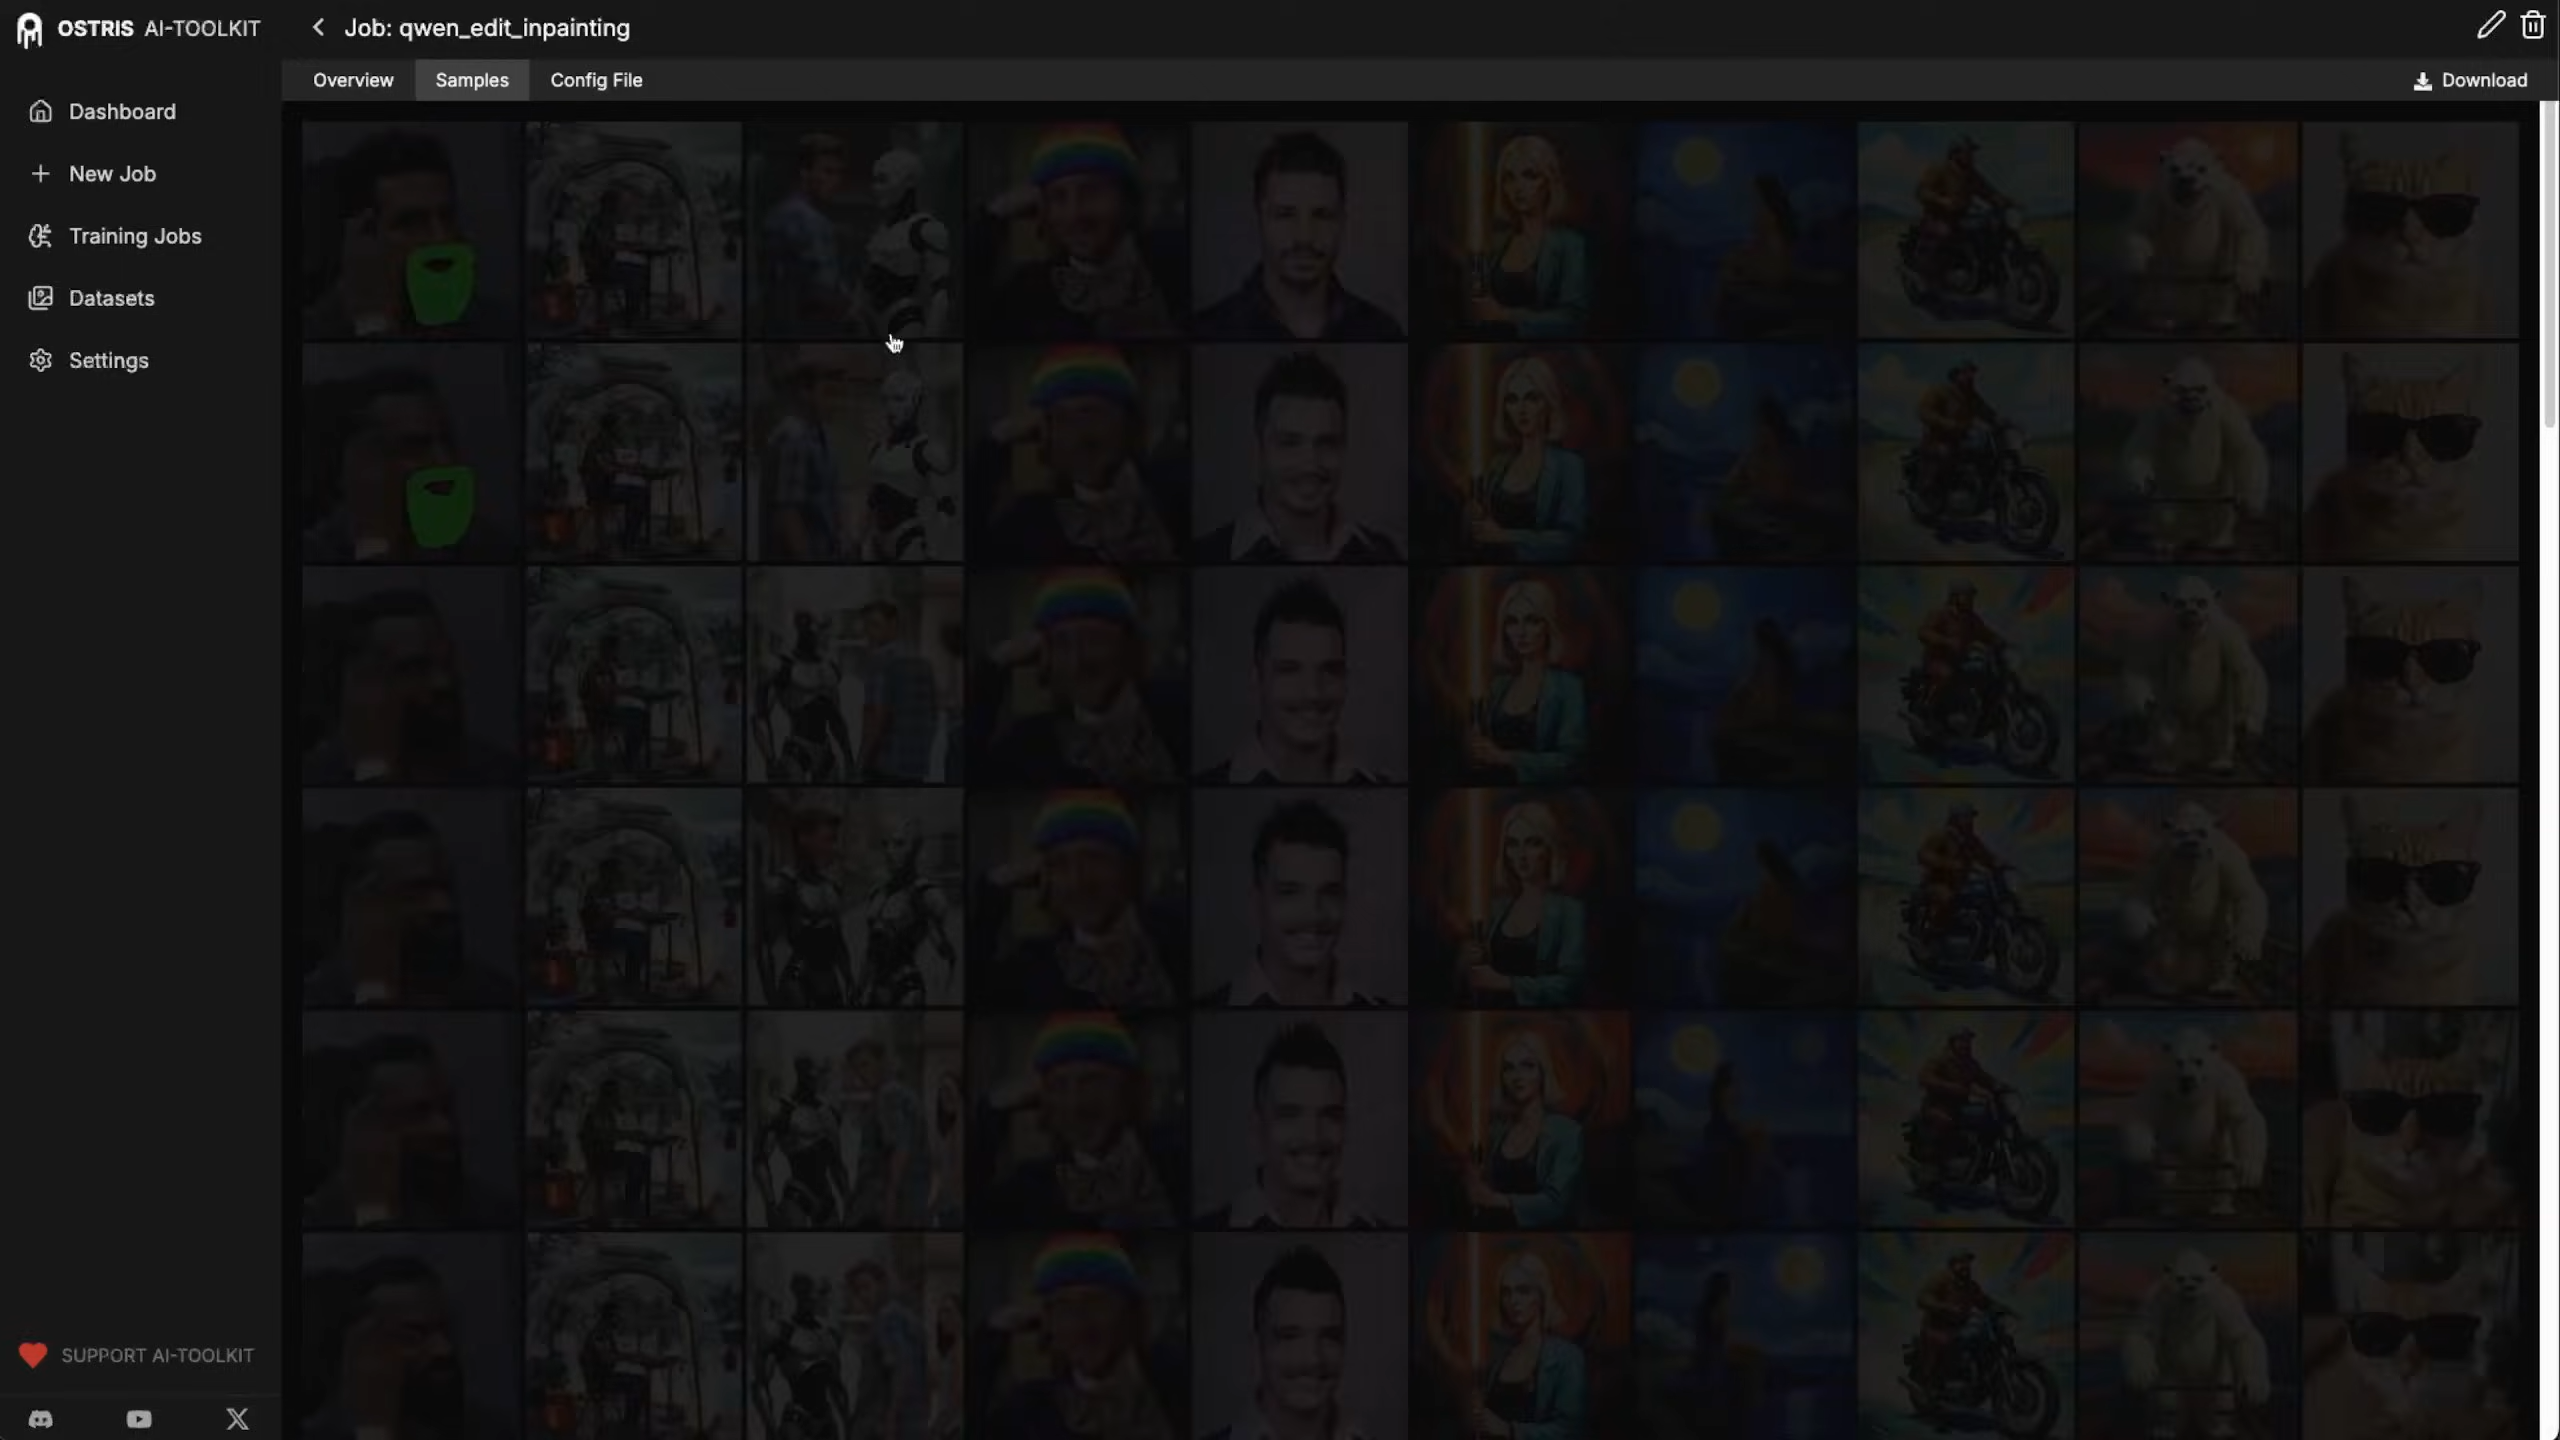 OSTRIS AI-TOOLKIT
Job: qwen_edit_inpainting
Overview
Samples
Config File
Download
Dashboard
New Job
Training Jobs
Datasets
Settings
SUPPORT AI-TOOLKIT